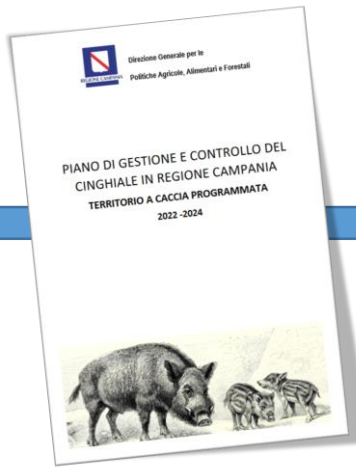 REGIONE CAMPANIA
Direzione Generale per le
Politiche Agricole, Alimentari e Forestali
PIANO DI GESTIONE E CONTROLLO DEL
CINGHIALE IN REGIONE CAMPANIA
TERRITORIO A CACCIA PROGRAMMATA
2022 -2024